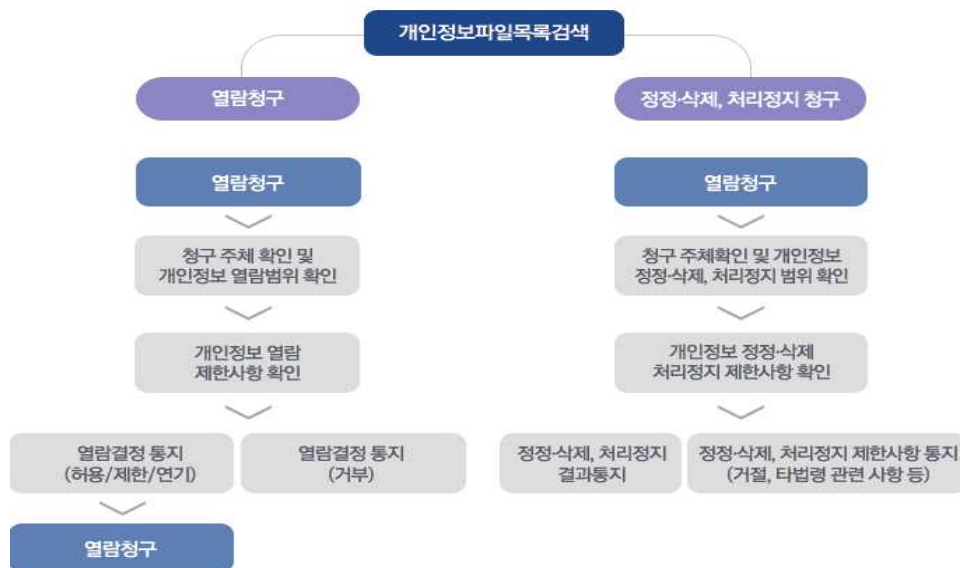 개인정보파일목록검색
열람청구
정정·삭제, 처리정지 청구
열람청구
열람청구
청구 주체 확인 및
개인정보 열람범위 확인
청구 주체확인 및 개인정보
정정·삭제, 처리정지 범위 확인
개인정보 열람
제한사항 확인
개인정보 정정·삭제
처리정지 제한사항 확인
열람결정 통지
(허용/제한/연기)
열람결정 통지
(거부)
정정·삭제, 처리정지
결과통지
정정·삭제, 처리정지 제한사항 통지
(거절, 타법령 관련 사항 등)
열람청구